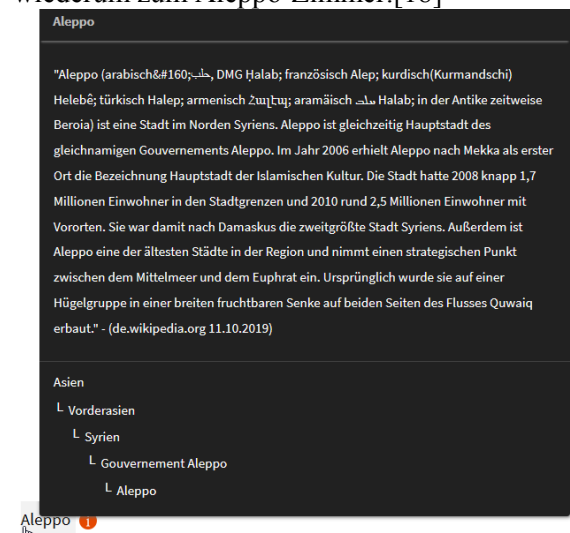 wiederum zum Aleppo-Zimmer.[16]
Aleppo
"Aleppo (arabisch&#160;حلب, DMG Ḥalab; französisch Alep; kurdisch(Kurmandschi)
Helebê; türkisch Halep; armenisch Հալէպ; aramäisch ܚܠܒ Halab; in der Antike zeitweise
Beroia) ist eine Stadt im Norden Syriens. Aleppo ist gleichzeitig Hauptstadt des
gleichnamigen Gouvernements Aleppo. Im Jahr 2006 erhielt Aleppo nach Mekka als erster
Ort die Bezeichnung Hauptstadt der Islamischen Kultur. Die Stadt hatte 2008 knapp 1,7
Millionen Einwohner in den Stadtgrenzen und 2010 rund 2,5 Millionen Einwohner mit
Vororten. Sie war damit nach Damaskus die zweitgrößte Stadt Syriens. Außerdem ist
Aleppo eine der ältesten Städte in der Region und nimmt einen strategischen Punkt
zwischen dem Mittelmeer und dem Euphrat ein. Ursprünglich wurde sie auf einer
Hügelgruppe in einer breiten fruchtbaren Senke auf beiden Seiten des Flusses Quwaiq
erbaut." - (de.wikipedia.org 11.10.2019)
Asien
└ Vorderasien
└ Syrien
└ Gouvernement Aleppo
└ Aleppo
Aleppo i